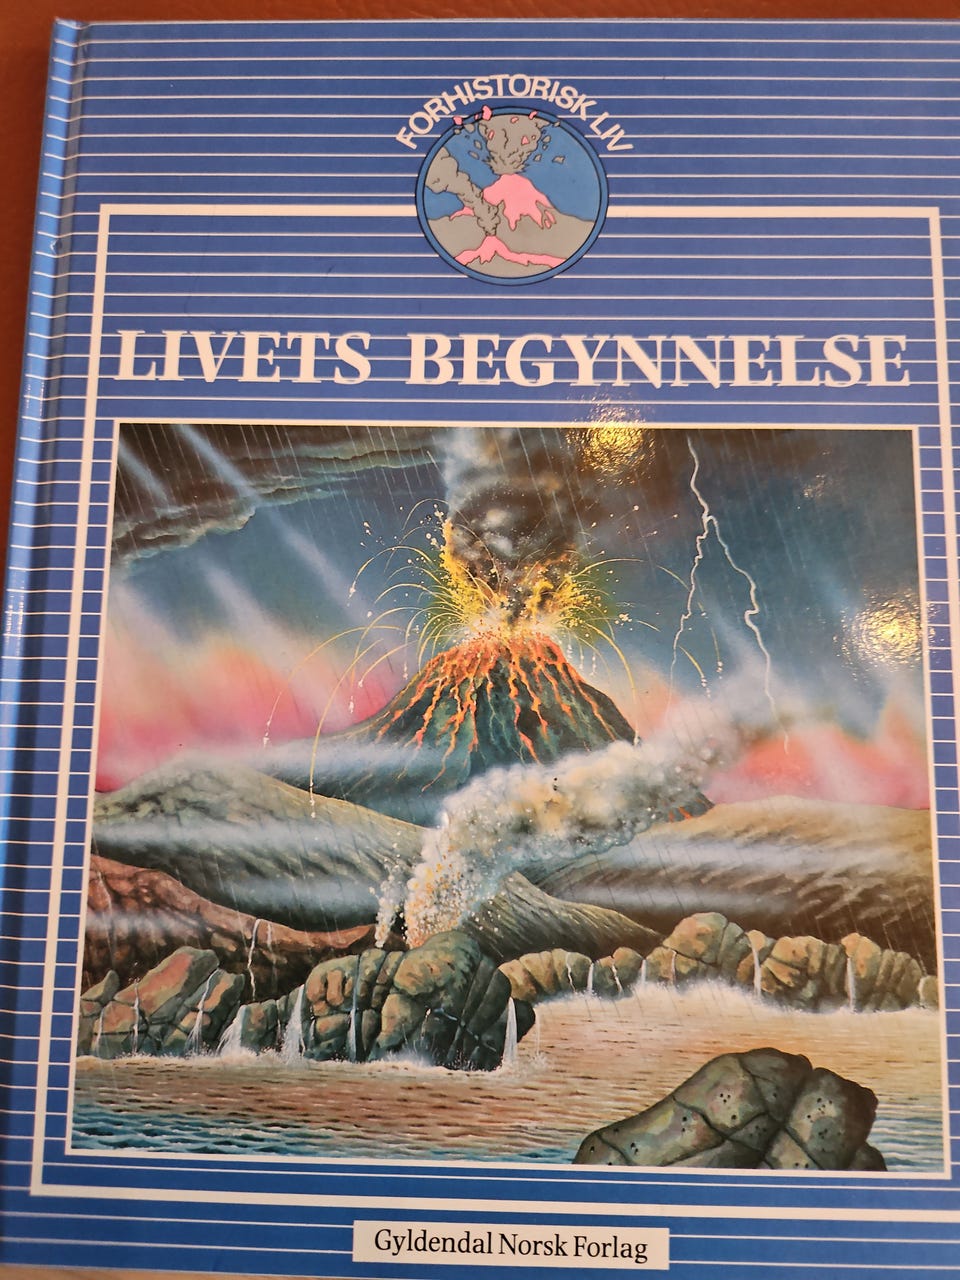 FORHISTORISK LIV
LIVETS BEGYNNELSE
Gyldendal Norsk Forlag